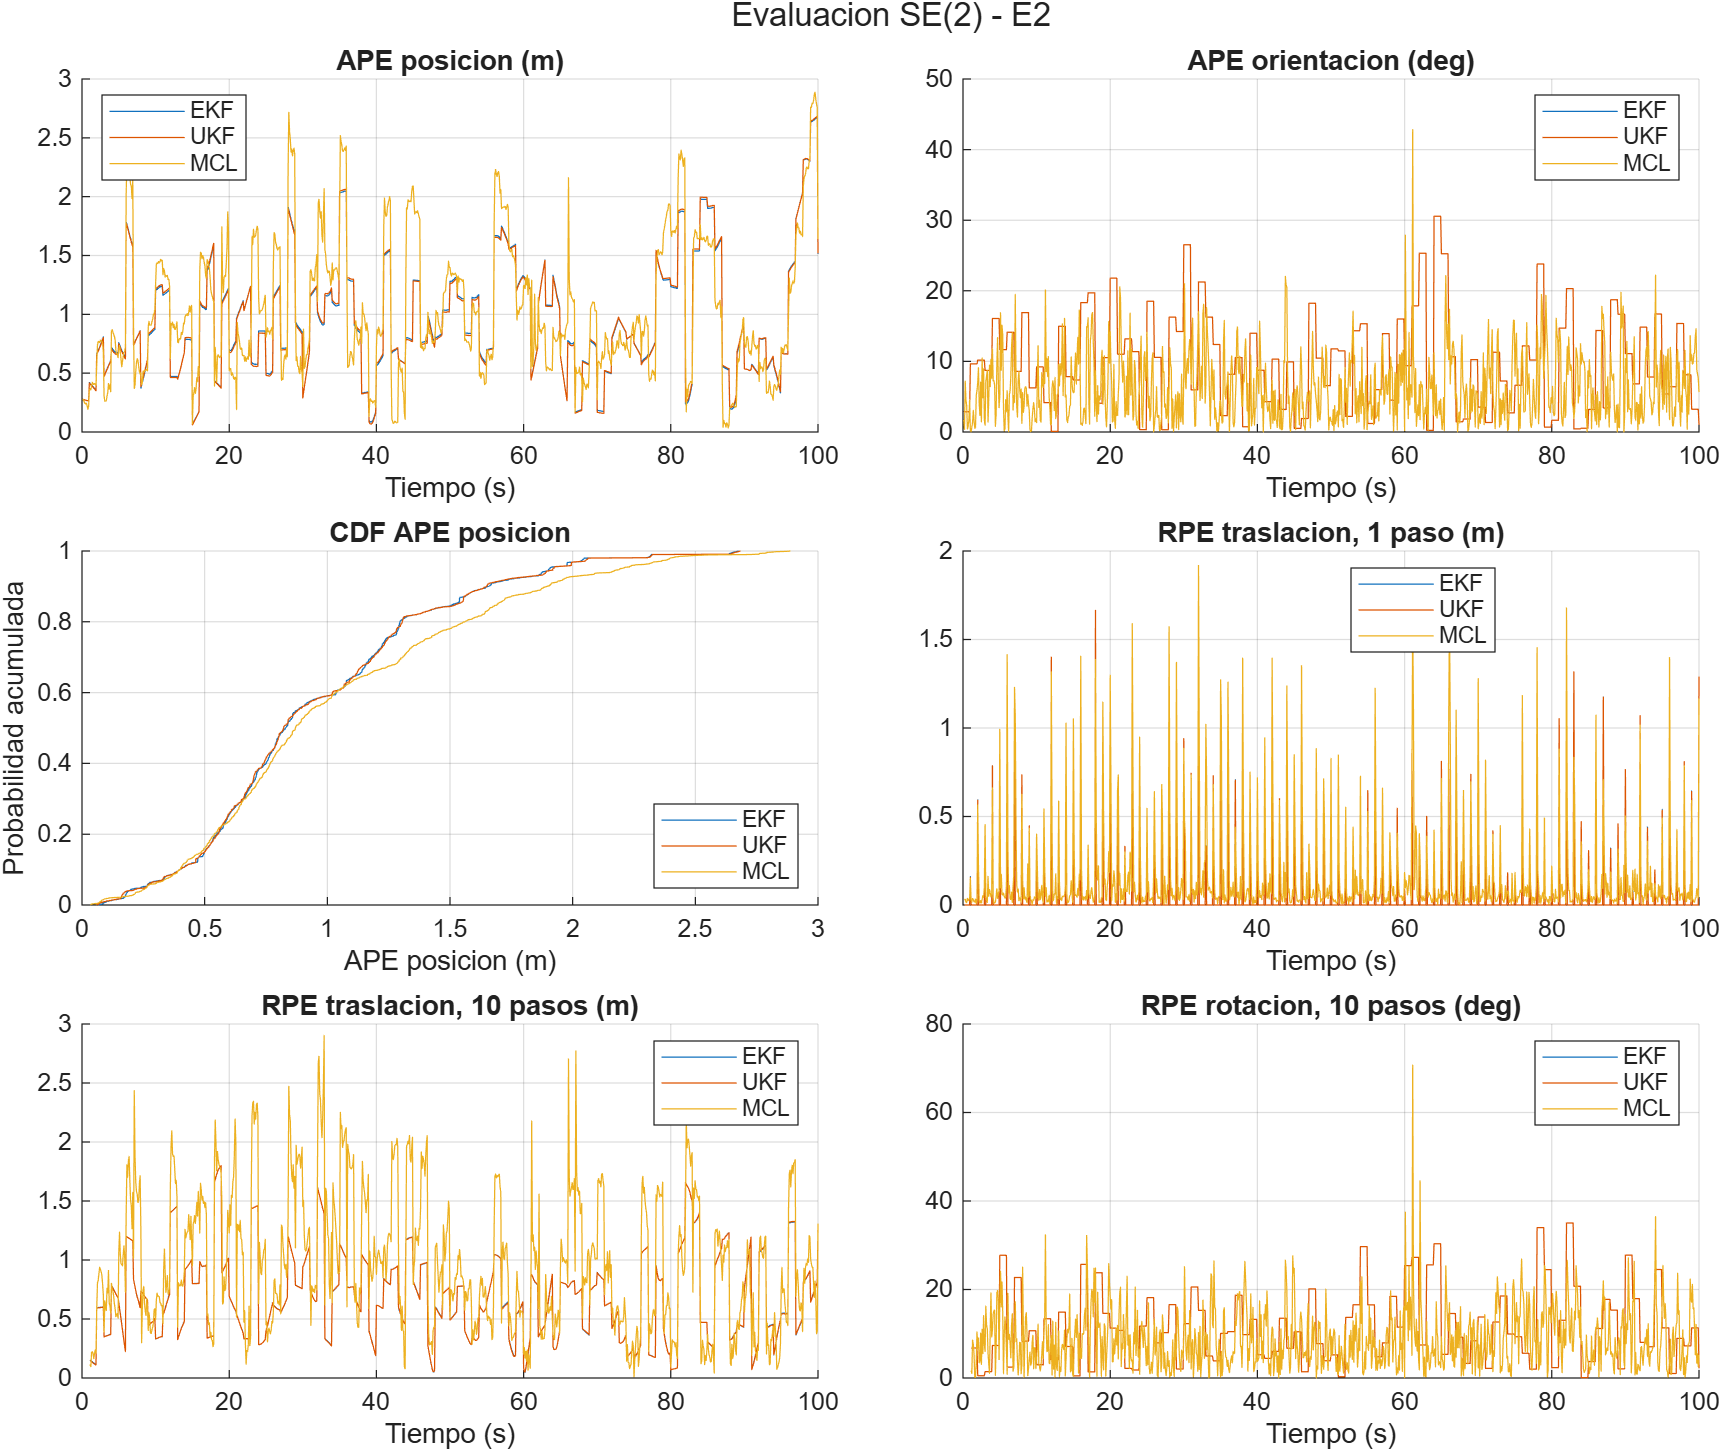 Evaluacion SE(2) - E2
APE posicion (m)
3
2.5
2
1.5
1
0.5
0
EKF
UKF
MCL
0 20 40 60 80 100
Tiempo (s)
APE orientacion (deg)
50
40
30
20
10
0
EKF
UKF
MCL
0 20 40 60 80 100
Tiempo (s)
CDF APE posicion
Probabilidad acumulada
1
0.8
0.6
0.4
0.2
0
EKF
UKF
MCL
0 0.5 1 1.5 2 2.5 3
APE posicion (m)
RPE traslacion, 1 paso (m)
2
1.5
1
0.5
0
EKF
UKF
MCL
0 20 40 60 80 100
Tiempo (s)
RPE traslacion, 10 pasos (m)
3
2.5
2
1.5
1
0.5
0
EKF
UKF
MCL
0 20 40 60 80 100
Tiempo (s)
RPE rotacion, 10 pasos (deg)
80
60
40
20
0
EKF
UKF
MCL
0 20 40 60 80 100
Tiempo (s)